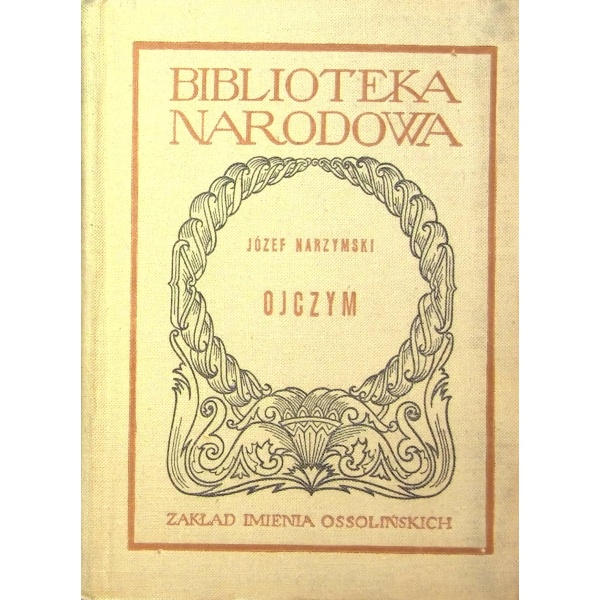 BIBLIOTEKA
NARODOWA
JÓZEF NARZYMSKI
OJCZYM
ZAKŁAD IMIENIA OSSOLIŃSKICH